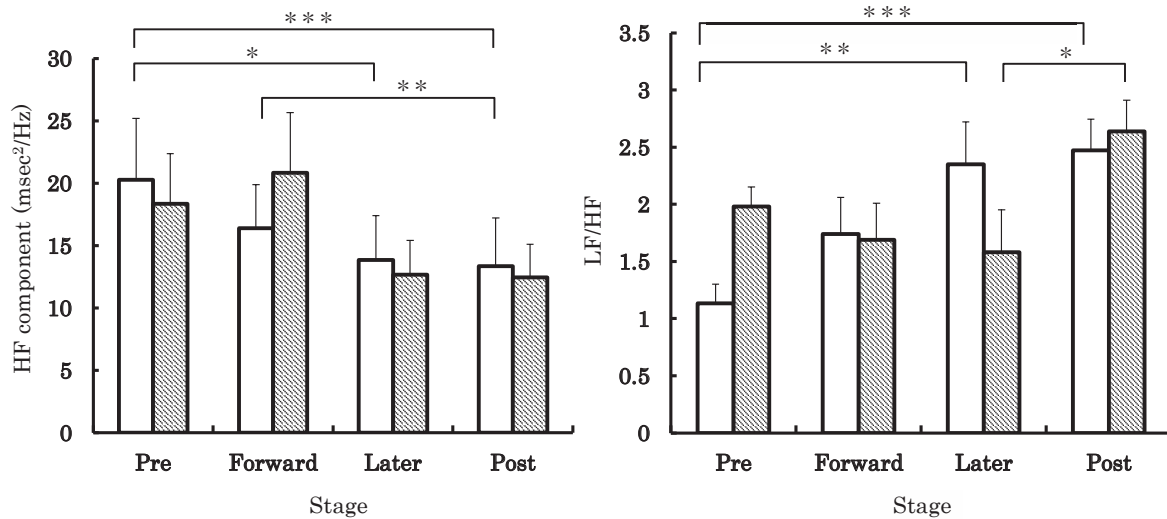 * * *
*
* *
30
25
20
15
10
5
0
HF component (msec²/Hz)
Pre Forward Later Post
Stage
* * *
* *
*
3.5
3
2.5
2
1.5
1
0.5
0
LF/HF
Pre Forward Later Post
Stage